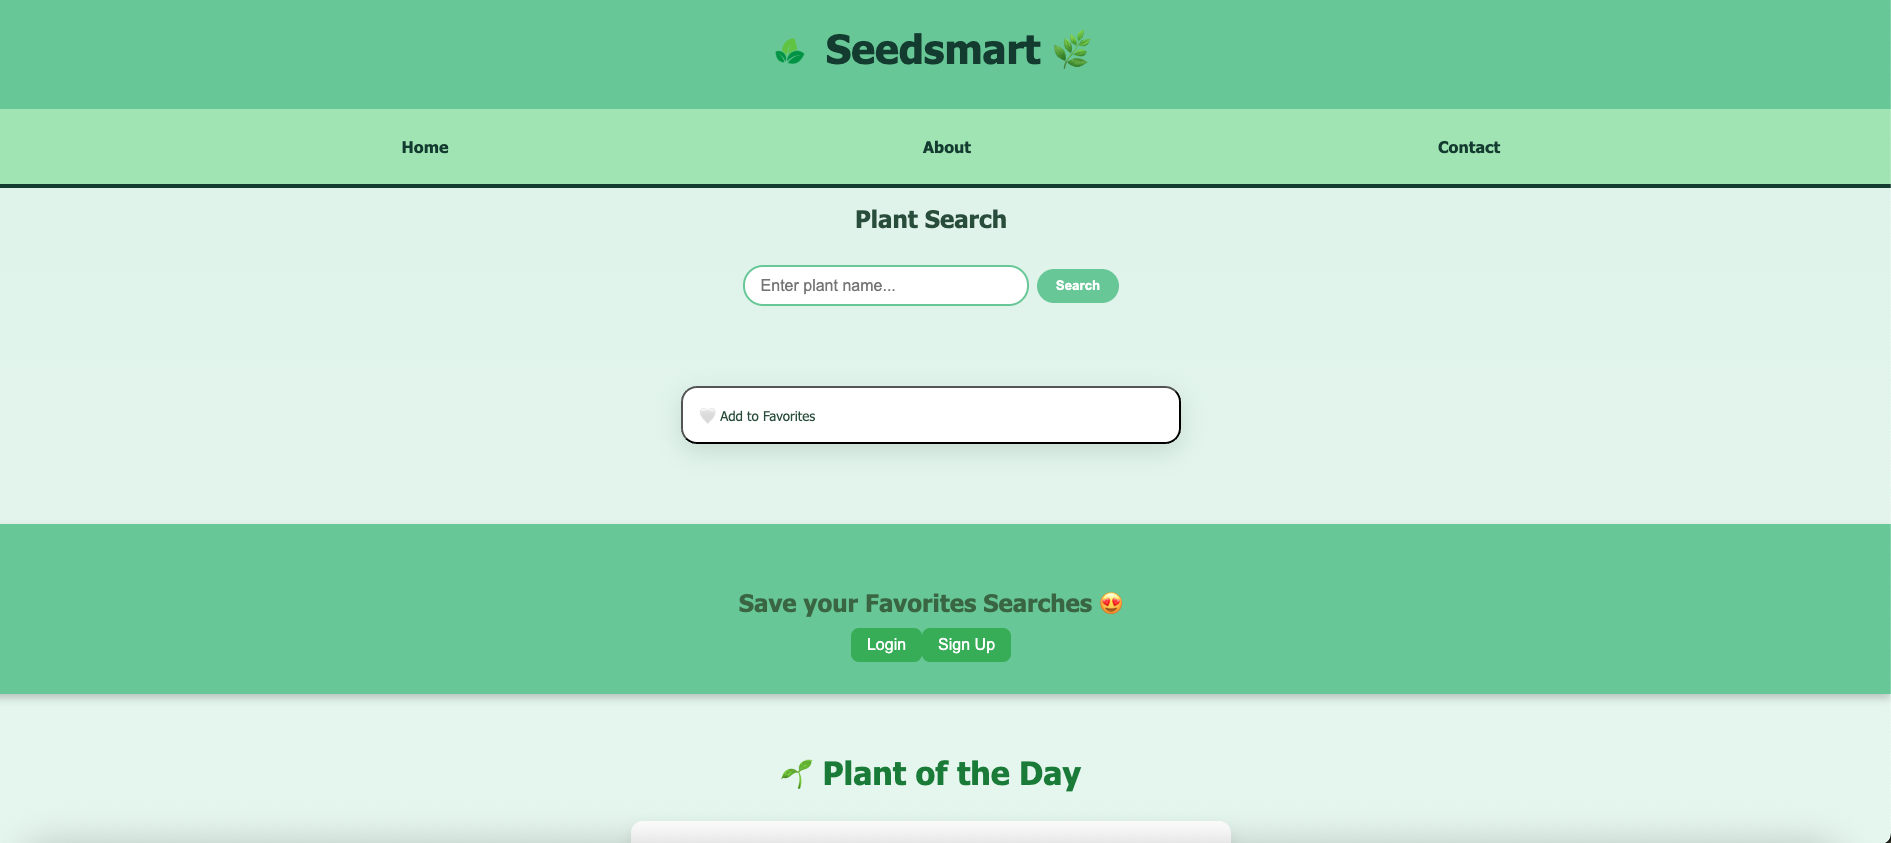 Seedsmart
Home About Contact
Plant Search
Enter plant name... Search
Add to Favorites
Save your Favorites Searches 😍
Login Sign Up
🌱 Plant of the Day